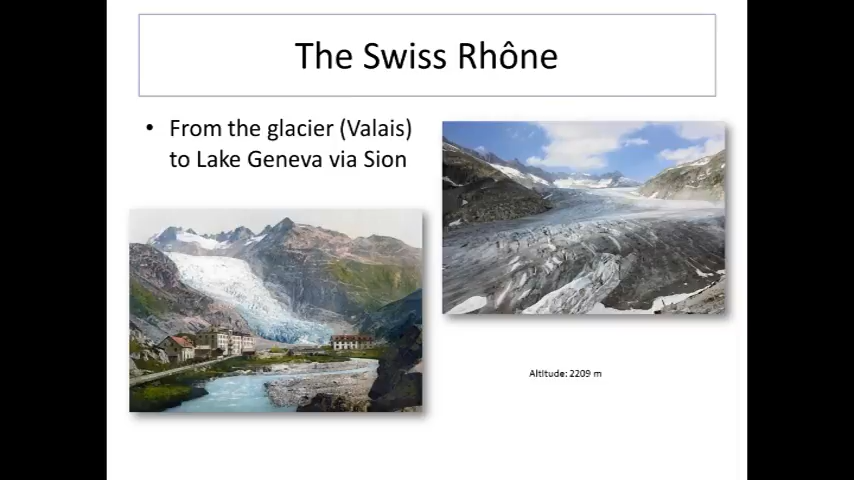 The Swiss Rhône
• From the glacier (Valais)
to Lake Geneva via Sion
Altitude: 2209 m